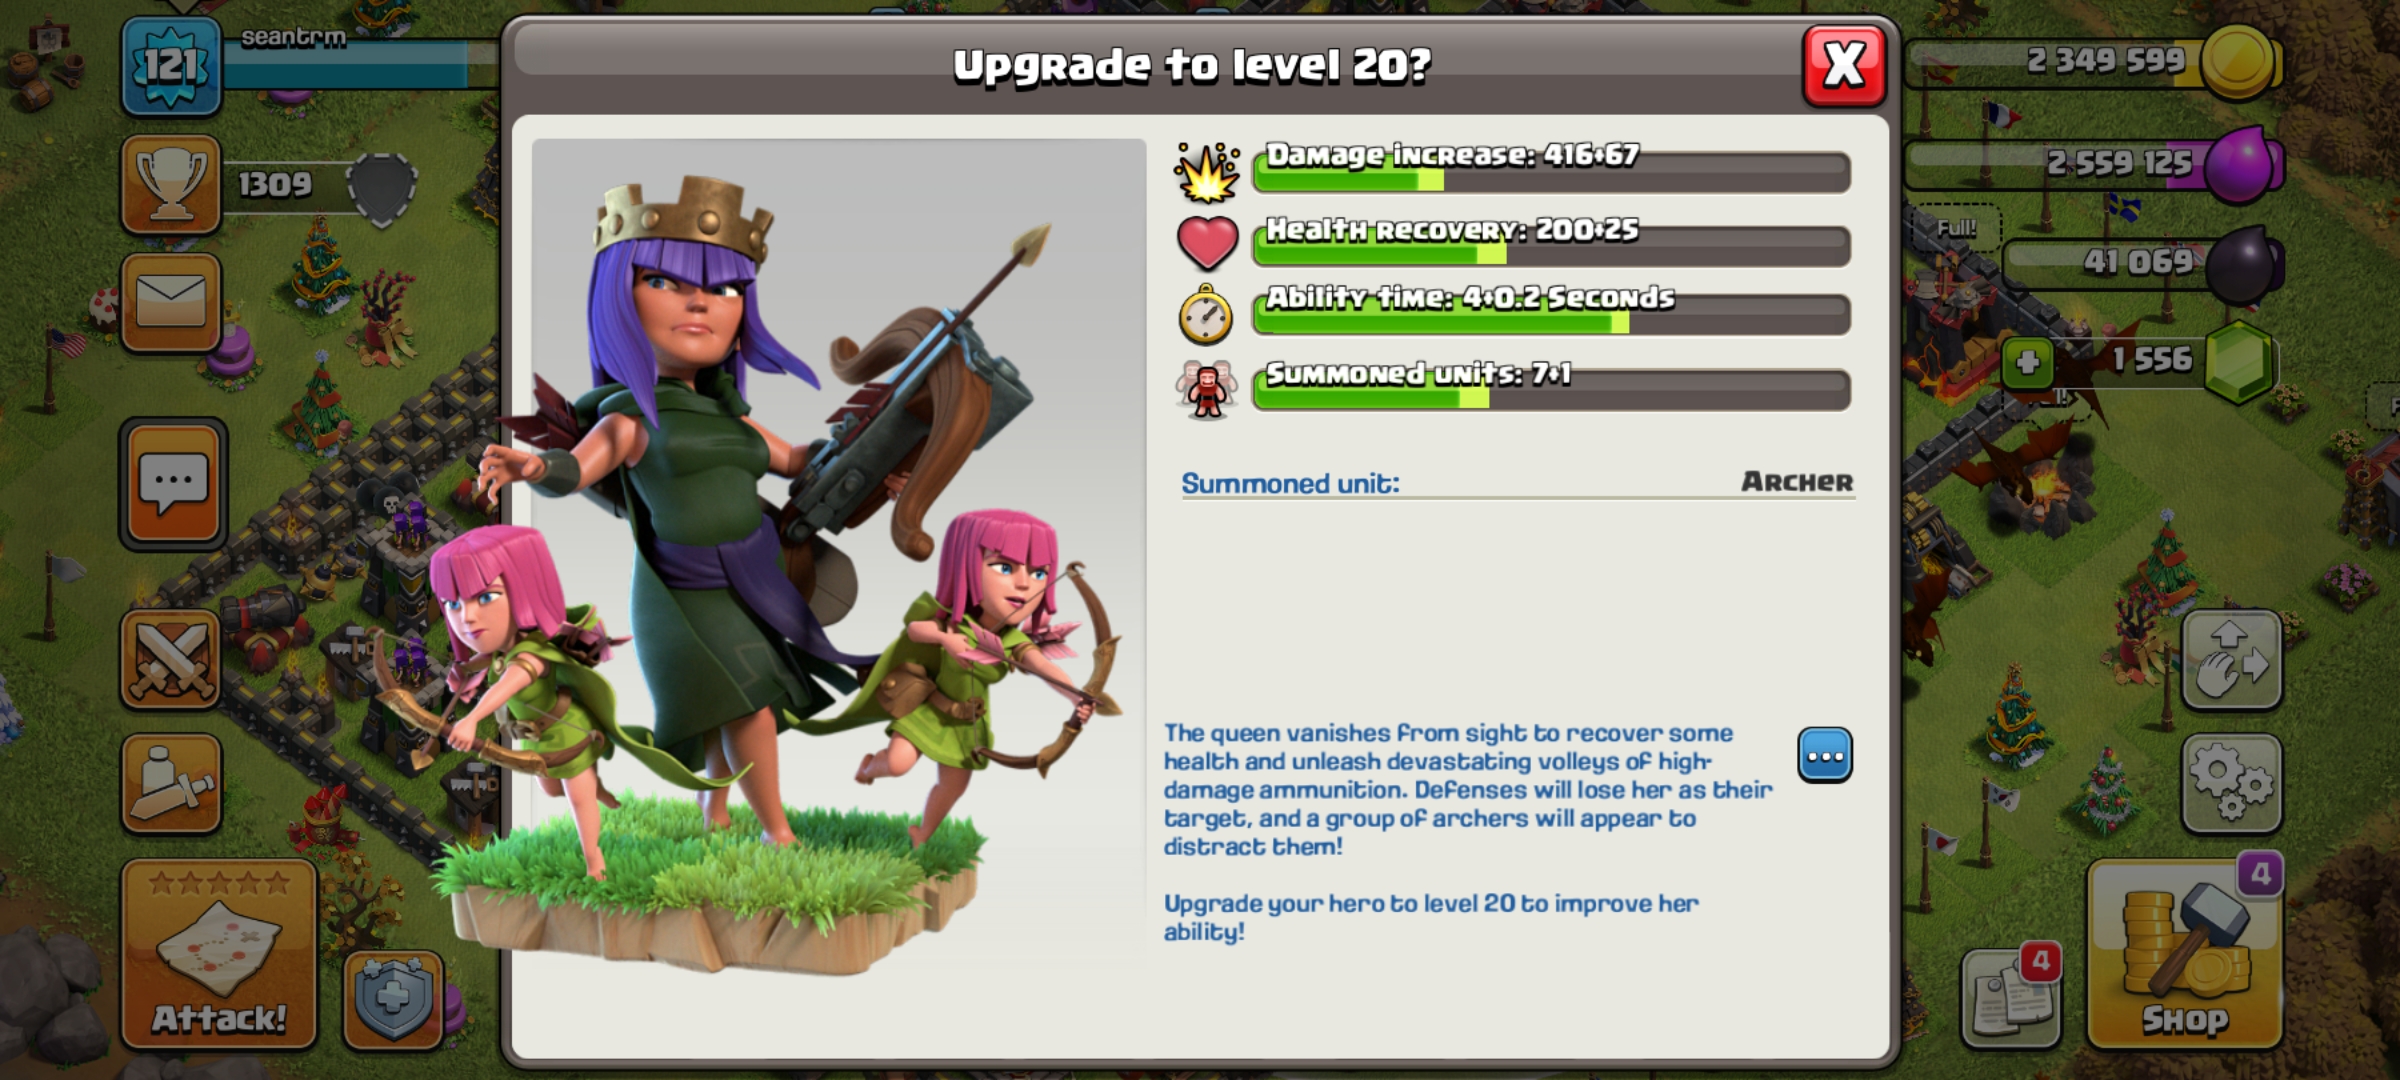 121
seantrm
1309
Upgrade to level 20?
X
2 349 599
2 559 125
Full!
41 069
1 556
Damage increase: 416+67
Health recovery: 200+25
Ability time: 4+0.2 Seconds
Summoned units: 7+1
Summoned unit: Archer
The queen vanishes from sight to recover some
health and unleash devastating volleys of high-
damage ammunition. Defenses will lose her as their
target, and a group of archers will appear to
distract them!
Upgrade your hero to level 20 to improve her
ability!
Attack!
4
4
Shop